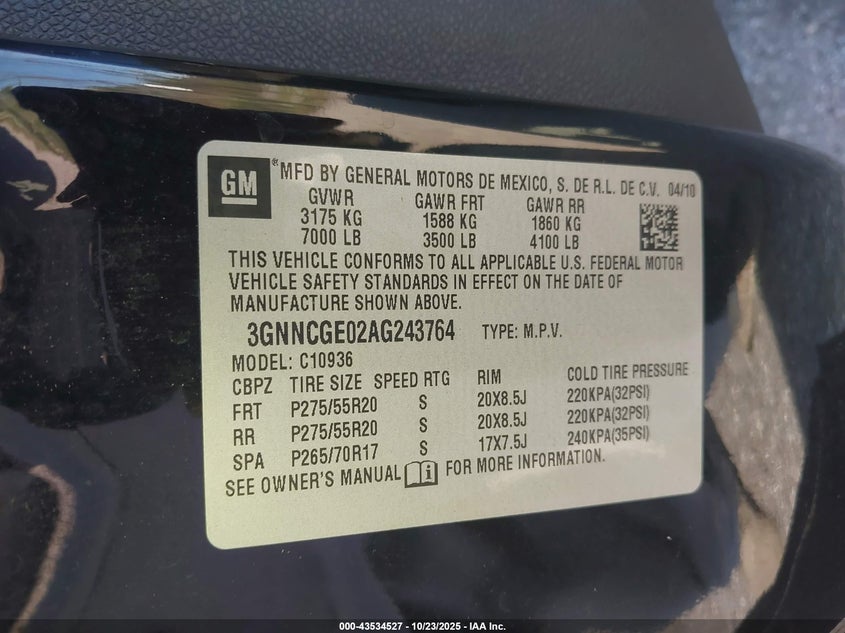 GM
® MFD BY GENERAL MOTORS DE MEXICO, S. DE R.L. DE C.V. 04/10
GVWR GAWR FRT GAWR RR
3175 KG 1588 KG 1860 KG
7000 LB 3500 LB 4100 LB
THIS VEHICLE CONFORMS TO ALL APPLICABLE U.S. FEDERAL MOTOR
VEHICLE SAFETY STANDARDS IN EFFECT ON THE DATE OF
MANUFACTURE SHOWN ABOVE.
3GNNCGE02AG243764 TYPE: M.P.V.
MODEL: C10936
CBPZ TIRE SIZE SPEED RTG RIM COLD TIRE PRESSURE
FRT P275/55R20 S 20X8.5J 220KPA(32PSI)
RR P275/55R20 S 20X8.5J 220KPA(32PSI)
SPA P265/70R17 S 17X7.5J 240KPA(35PSI)
SEE OWNER'S MANUAL FOR MORE INFORMATION.
000-43534527 - 10/23/2025 - IAA Inc.